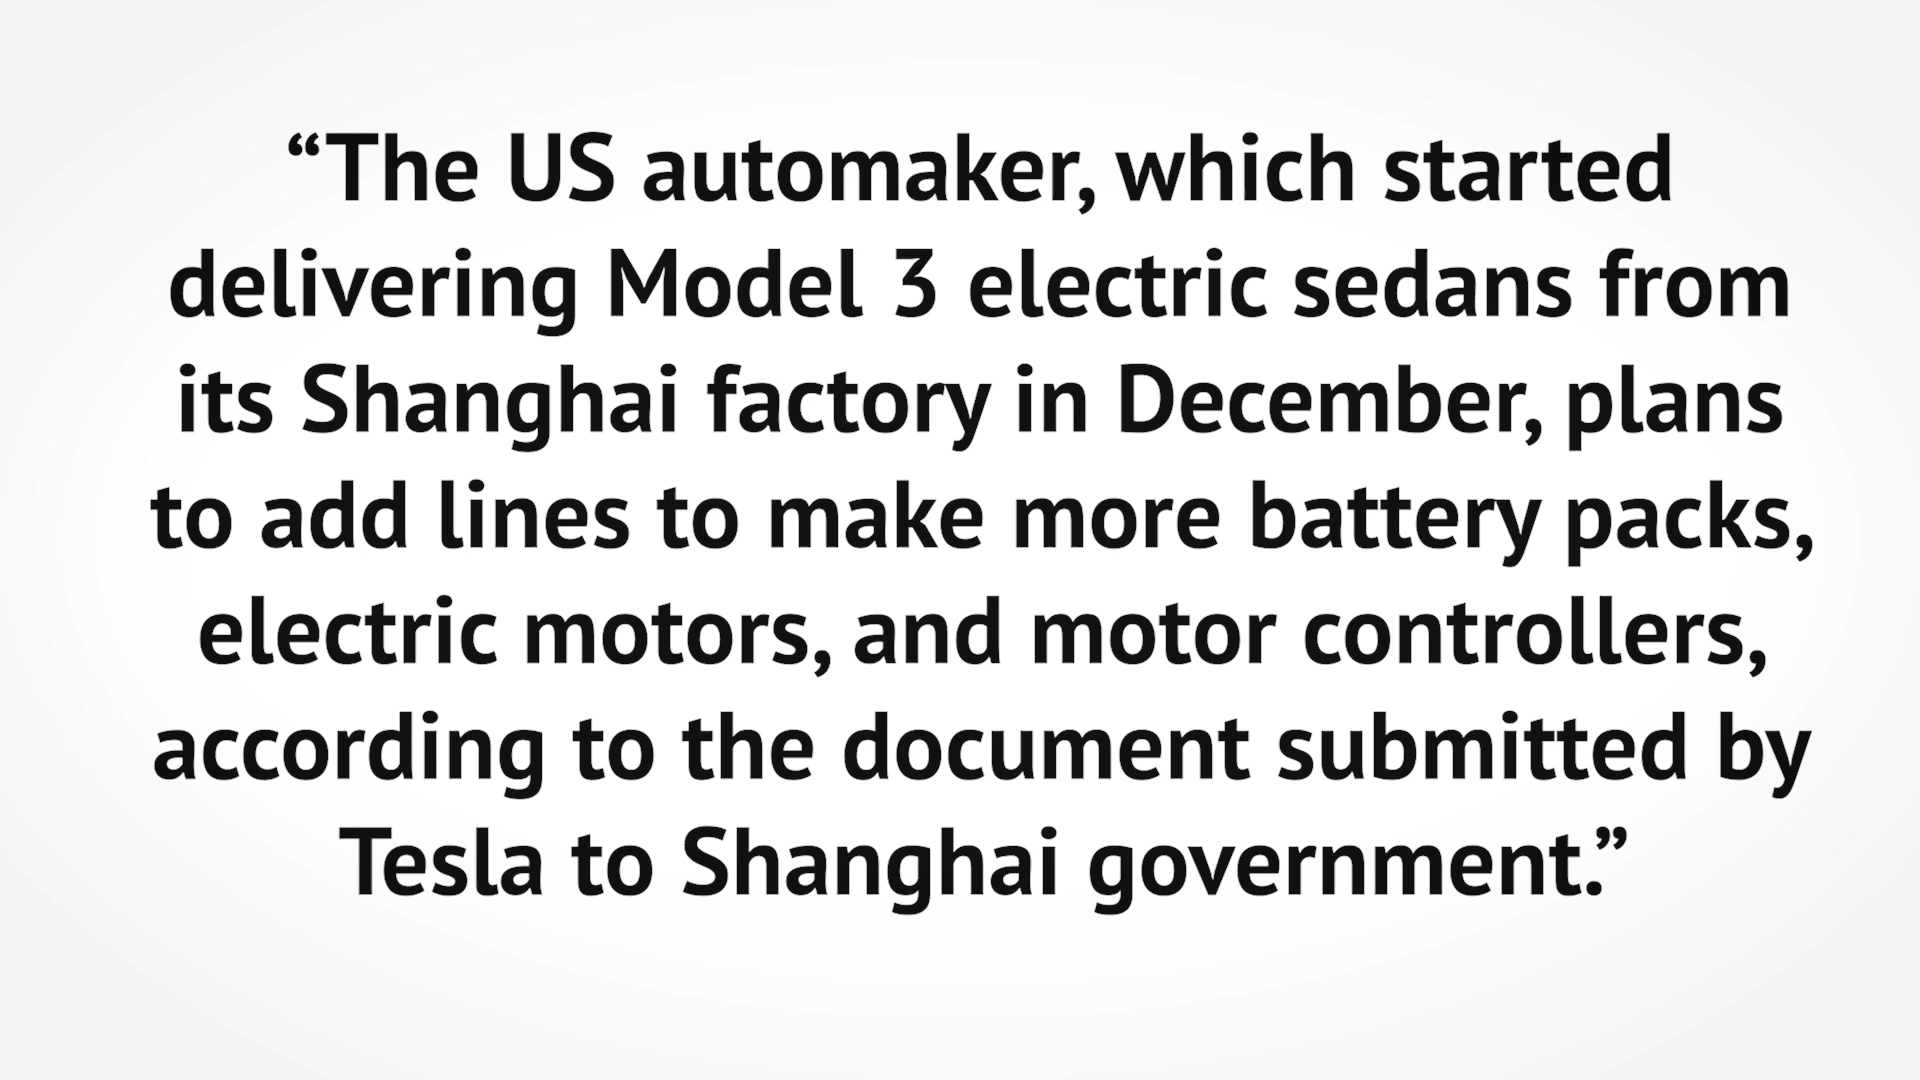 “The US automaker, which started
delivering Model 3 electric sedans from
its Shanghai factory in December, plans
to add lines to make more battery packs,
electric motors, and motor controllers,
according to the document submitted by
Tesla to Shanghai government.”